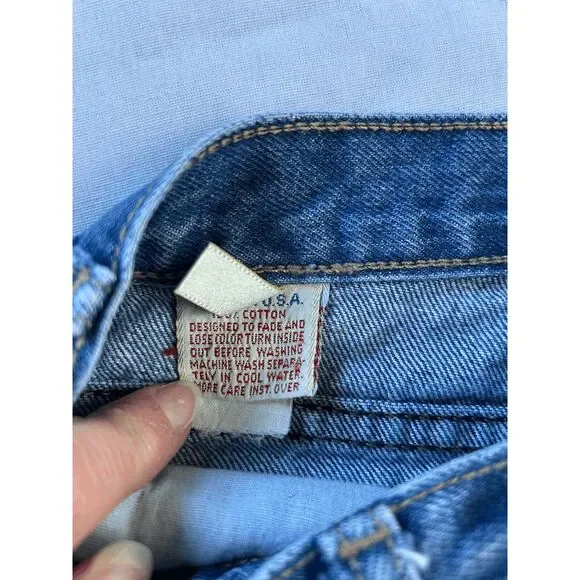 U.S.A.
100% COTTON
DESIGNED TO FADE AND
LOSE COLOR TURN INSIDE
OUT BEFORE WASHING
MACHINE WASH SEPARA-
TELY IN COOL WATER.
MORE CARE INST. OVER